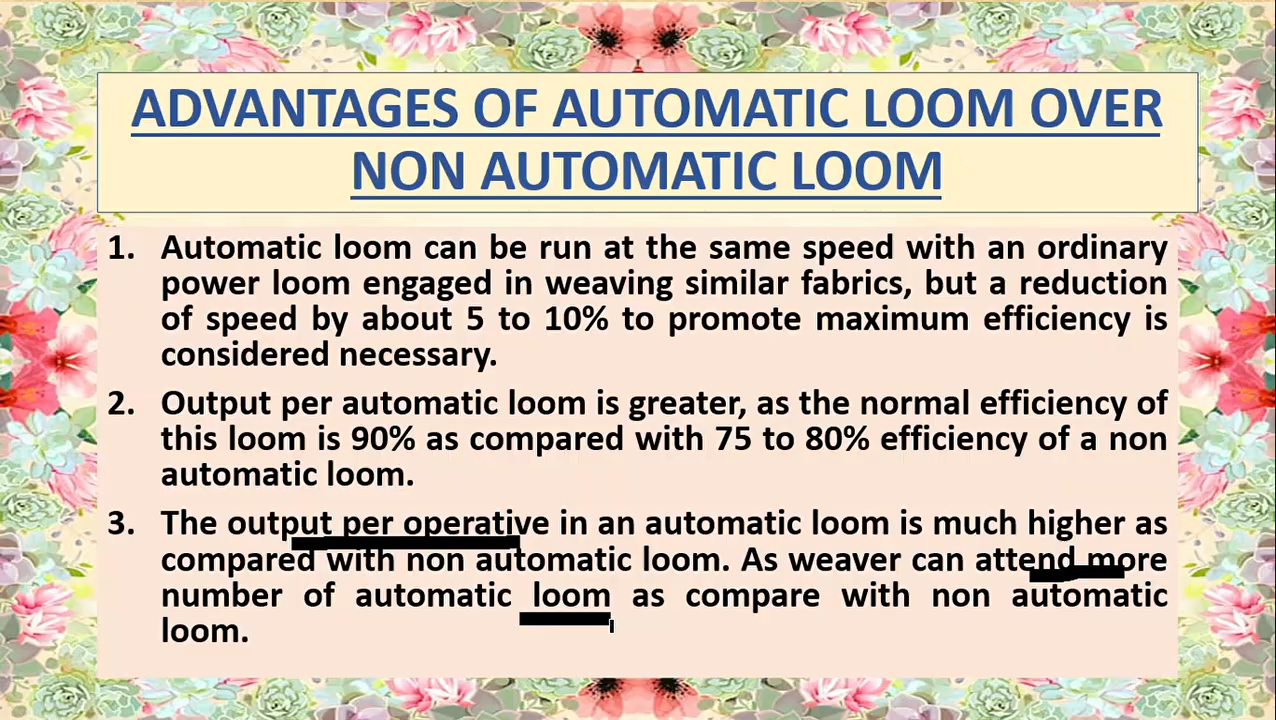 ADVANTAGES OF AUTOMATIC LOOM OVER
NON AUTOMATIC LOOM
1. Automatic loom can be run at the same speed with an ordinary
power loom engaged in weaving similar fabrics, but a reduction
of speed by about 5 to 10% to promote maximum efficiency is
considered necessary.
2. Output per automatic loom is greater, as the normal efficiency of
this loom is 90% as compared with 75 to 80% efficiency of a non
automatic loom.
3. The output per operative in an automatic loom is much higher as
compared with non automatic loom. As weaver can attend more
number of automatic loom as compare with non automatic
loom.